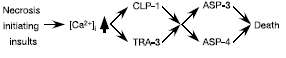 Necrosis
initiating
insults
[Ca²⁺]ᵢ
CLP-1
TRA-3
ASP-3
ASP-4
Death